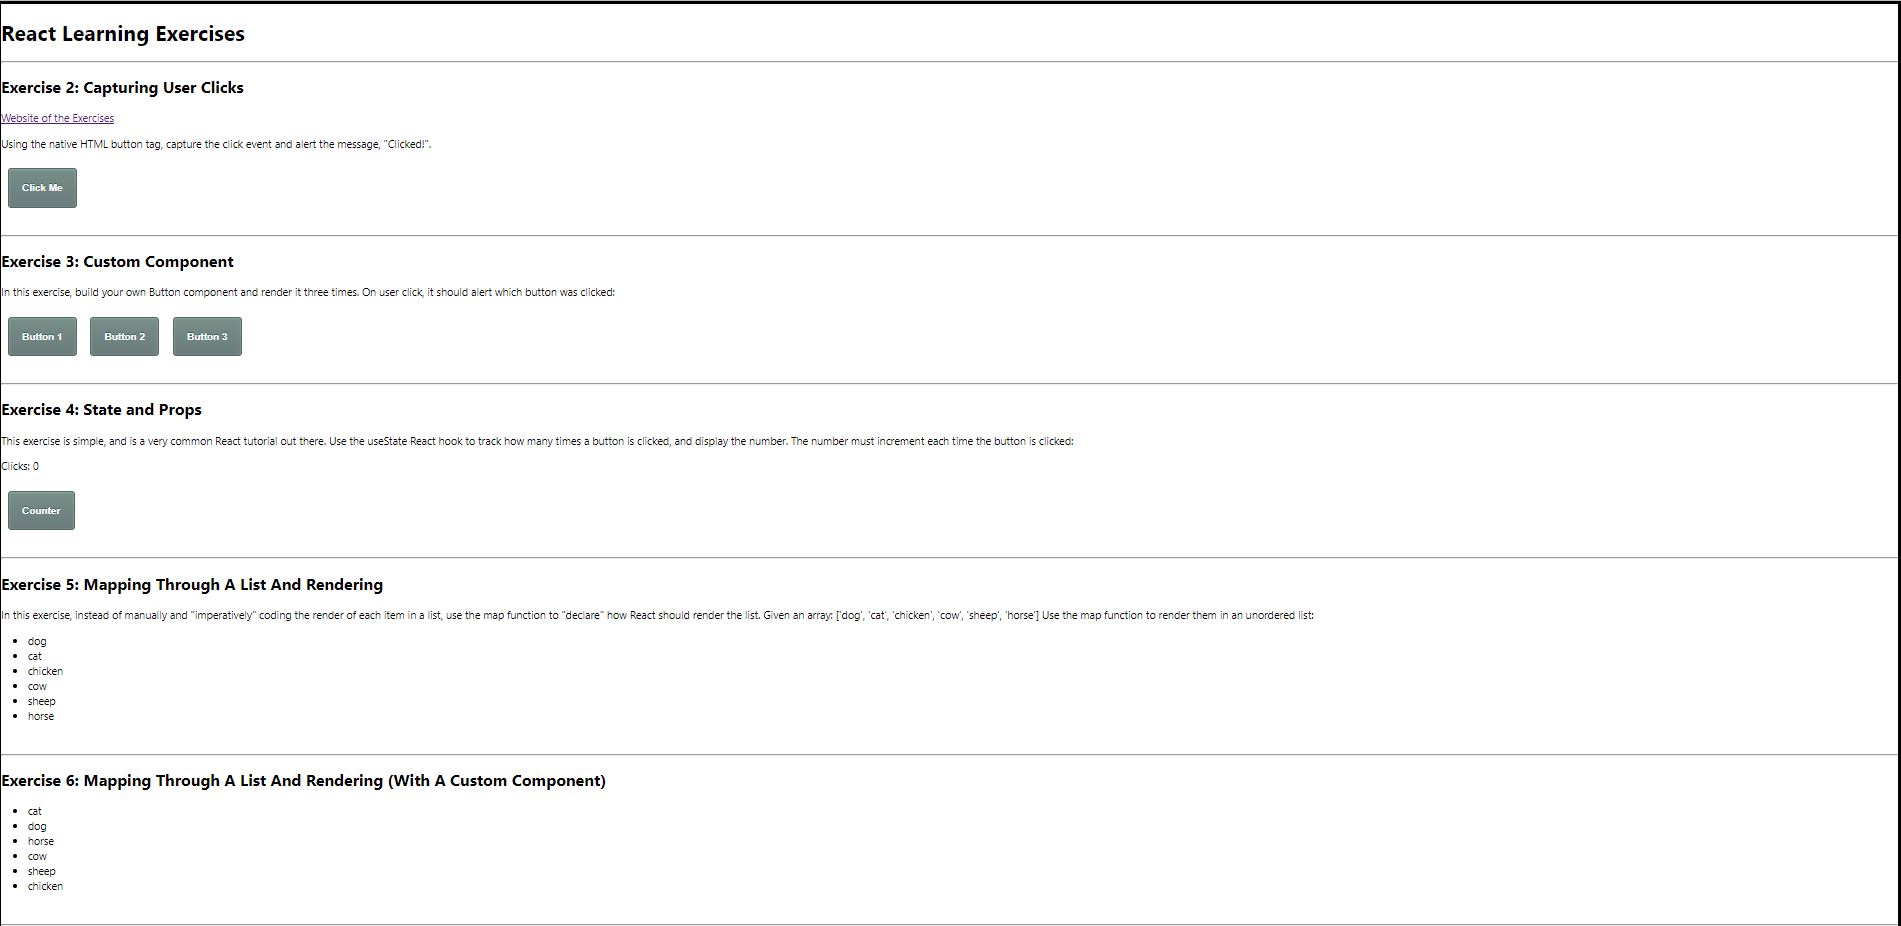 React Learning Exercises
Exercise 2: Capturing User Clicks
Website of the Exercises
Using the native HTML button tag, capture the click event and alert the message, "Clicked!".
Click Me
Exercise 3: Custom Component
In this exercise, build your own Button component and render it three times. On user click, it should alert which button was clicked:
Button 1 Button 2 Button 3
Exercise 4: State and Props
This exercise is simple, and is a very common React tutorial out there. Use the useState React hook to track how many times a button is clicked, and display the number. The number must increment each time the button is clicked:
Clicks: 0
Counter
Exercise 5: Mapping Through A List And Rendering
In this exercise, instead of manually and "imperatively" coding the render of each item in a list, use the map function to "declare" how React should render the list. Given an array: ['dog', 'cat', 'chicken', 'cow', 'sheep', 'horse'] Use the map function to render them in an unordered list:
• dog
• cat
• chicken
• cow
• sheep
• horse
Exercise 6: Mapping Through A List And Rendering (With A Custom Component)
• cat
• dog
• horse
• cow
• sheep
• chicken